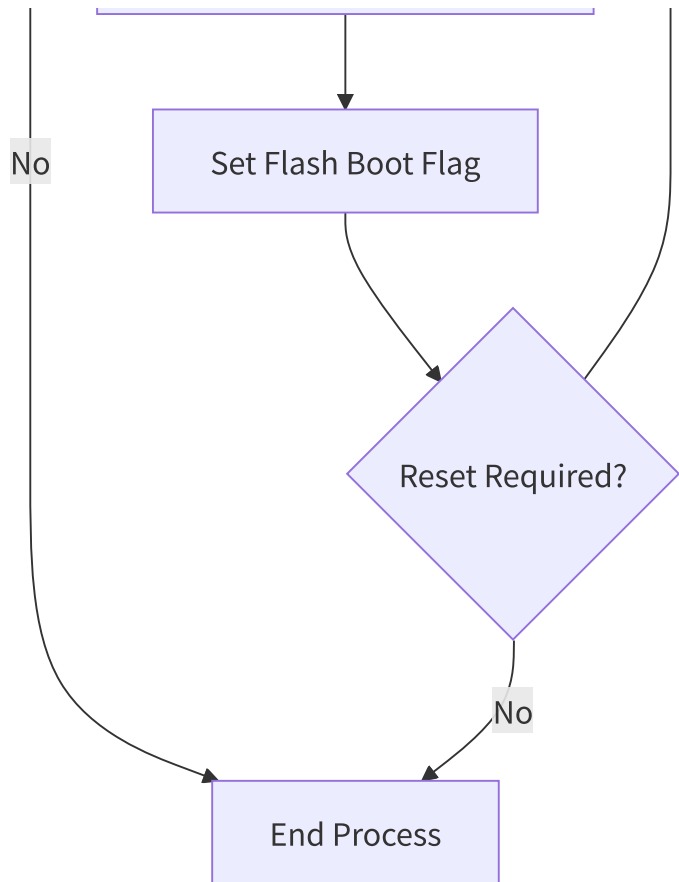 No
Set Flash Boot Flag
Reset Required?
No
End Process